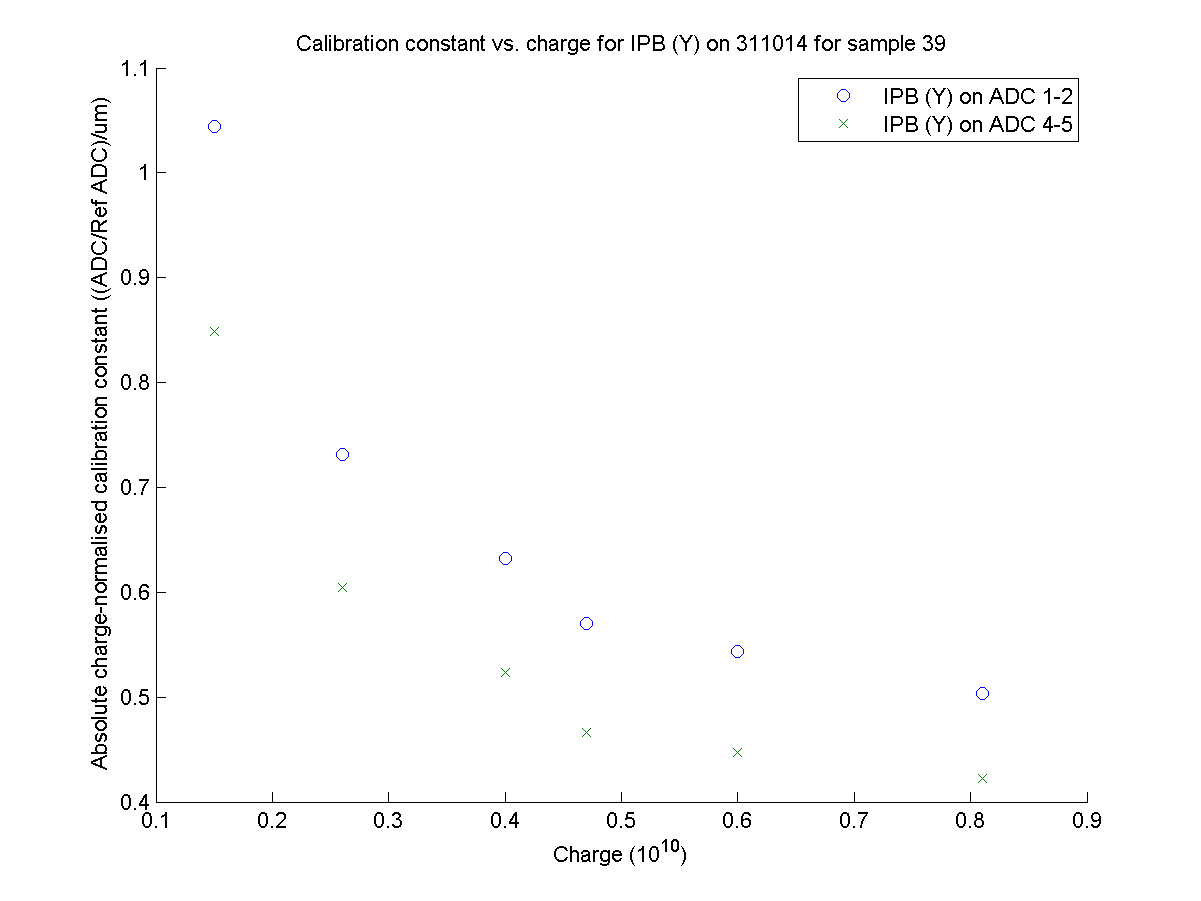 Calibration constant vs. charge for IPB (Y) on 311014 for sample 39
IPB (Y) on ADC 1-2
IPB (Y) on ADC 4-5
Absolute charge-normalised calibration constant ((ADC/Ref ADC)/um)
1.1
1
0.9
0.8
0.7
0.6
0.5
0.4
0.1 0.2 0.3 0.4 0.5 0.6 0.7 0.8 0.9
Charge (10^10)